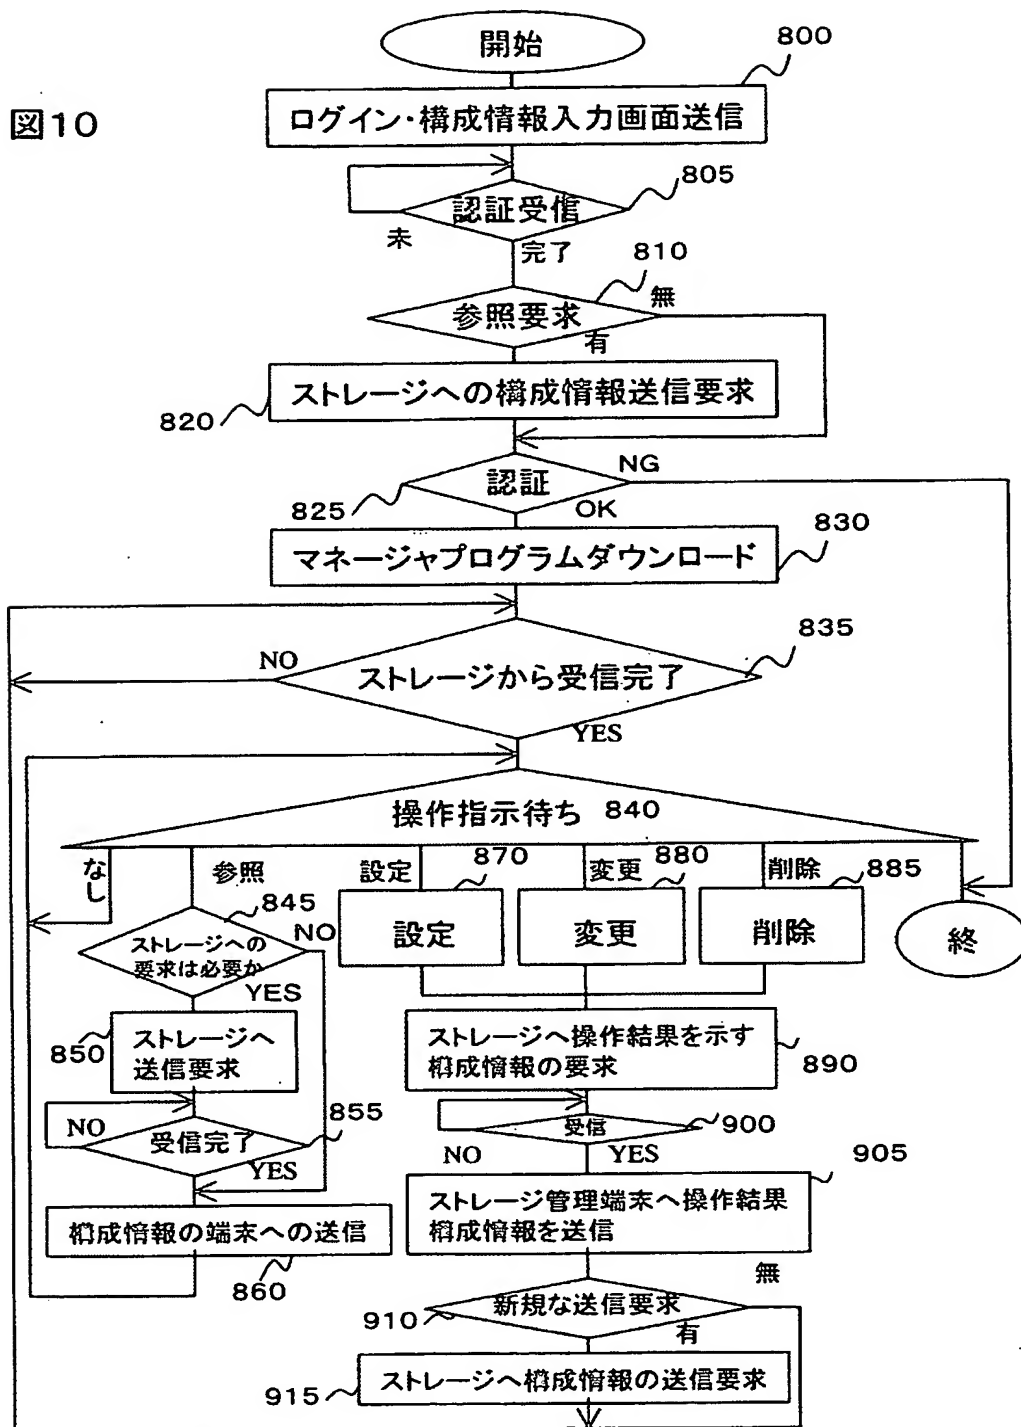 図10
開始
800
ログイン・構成情報入力画面送信
805
認証受信
未
完了
810
参照要求
無
有
ストレージへの構成情報送信要求
820
認証
NG
825
OK
830
マネージャプログラムダウンロード
835
NO
ストレージから受信完了
YES
操作指示待ち 840
なし
参照
設定
870
変更
880
削除
885
845
ストレージへの
要求は必要か
NO
YES
設定
変更
削除
終
850
ストレージへ
送信要求
ストレージへ操作結果を示す
構成情報の要求
890
NO
受信完了
855
YES
受信
900
NO
YES
905
構成情報の端末への送信
860
ストレージ管理端末へ操作結果
構成情報を送信
無
910
新規な送信要求
有
915
ストレージへ構成情報の送信要求